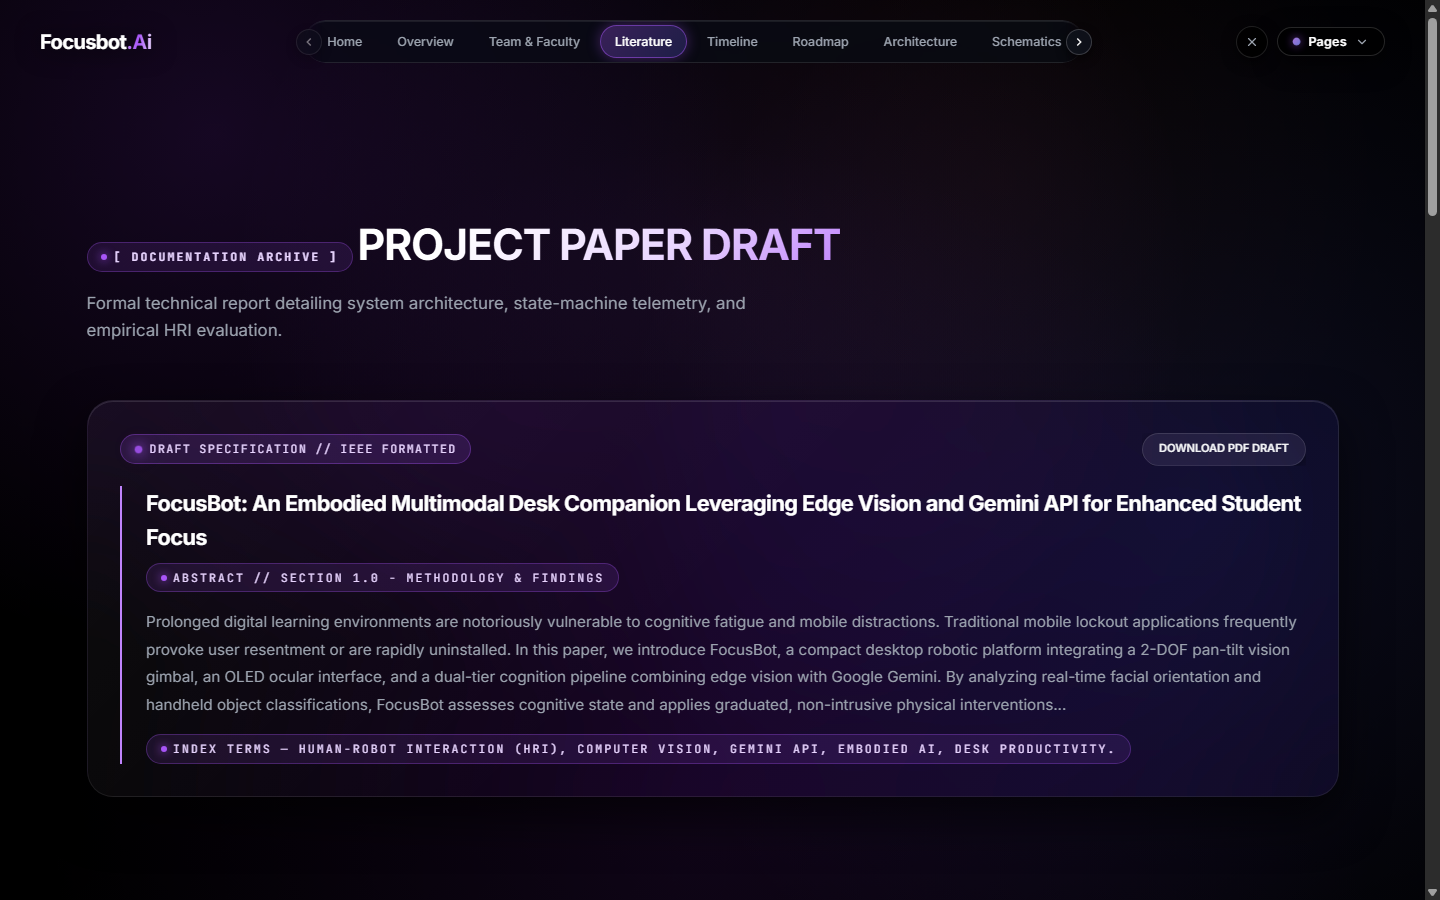 Focusbot.Ai
Home
Overview
Team & Faculty
Literature
Timeline
Roadmap
Architecture
Schematics
Pages
[ DOCUMENTATION ARCHIVE ]
PROJECT PAPER DRAFT
Formal technical report detailing system architecture, state-machine telemetry, and
empirical HRI evaluation.
DRAFT SPECIFICATION // IEEE FORMATTED
DOWNLOAD PDF DRAFT
FocusBot: An Embodied Multimodal Desk Companion Leveraging Edge Vision and Gemini API for Enhanced Student
Focus
ABSTRACT // SECTION 1.0 - METHODOLOGY & FINDINGS
Prolonged digital learning environments are notoriously vulnerable to cognitive fatigue and mobile distractions. Traditional mobile lockout applications frequently
provoke user resentment or are rapidly uninstalled. In this paper, we introduce FocusBot, a compact desktop robotic platform integrating a 2-DOF pan-tilt vision
gimbal, an OLED ocular interface, and a dual-tier cognition pipeline combining edge vision with Google Gemini. By analyzing real-time facial orientation and
handheld object classifications, FocusBot assesses cognitive state and applies graduated, non-intrusive physical interventions...
INDEX TERMS — HUMAN-ROBOT INTERACTION (HRI), COMPUTER VISION, GEMINI API, EMBODIED AI, DESK PRODUCTIVITY.